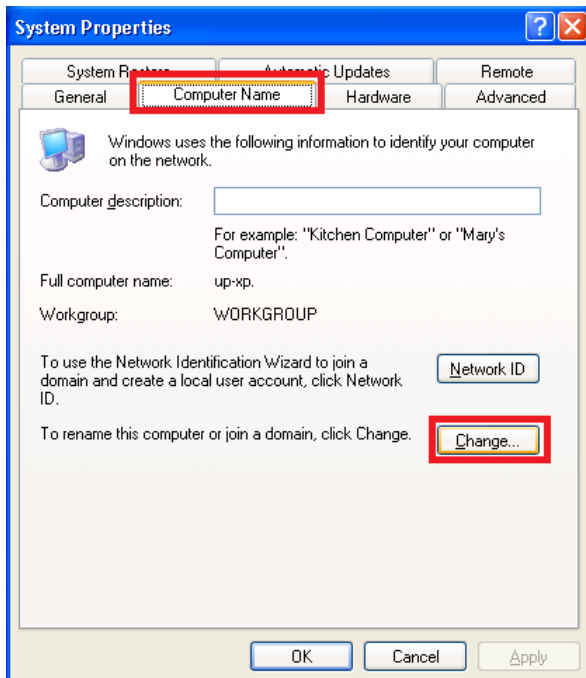 System Properties
System Restore Automatic Updates Remote
General Computer Name Hardware Advanced
Windows uses the following information to identify your computer
on the network.
Computer description:
For example: "Kitchen Computer" or "Mary's
Computer".
Full computer name: up-xp.
Workgroup: WORKGROUP
To use the Network Identification Wizard to join a
domain and create a local user account, click Network
ID.
Network ID
To rename this computer or join a domain, click Change.
Change...
OK Cancel Apply